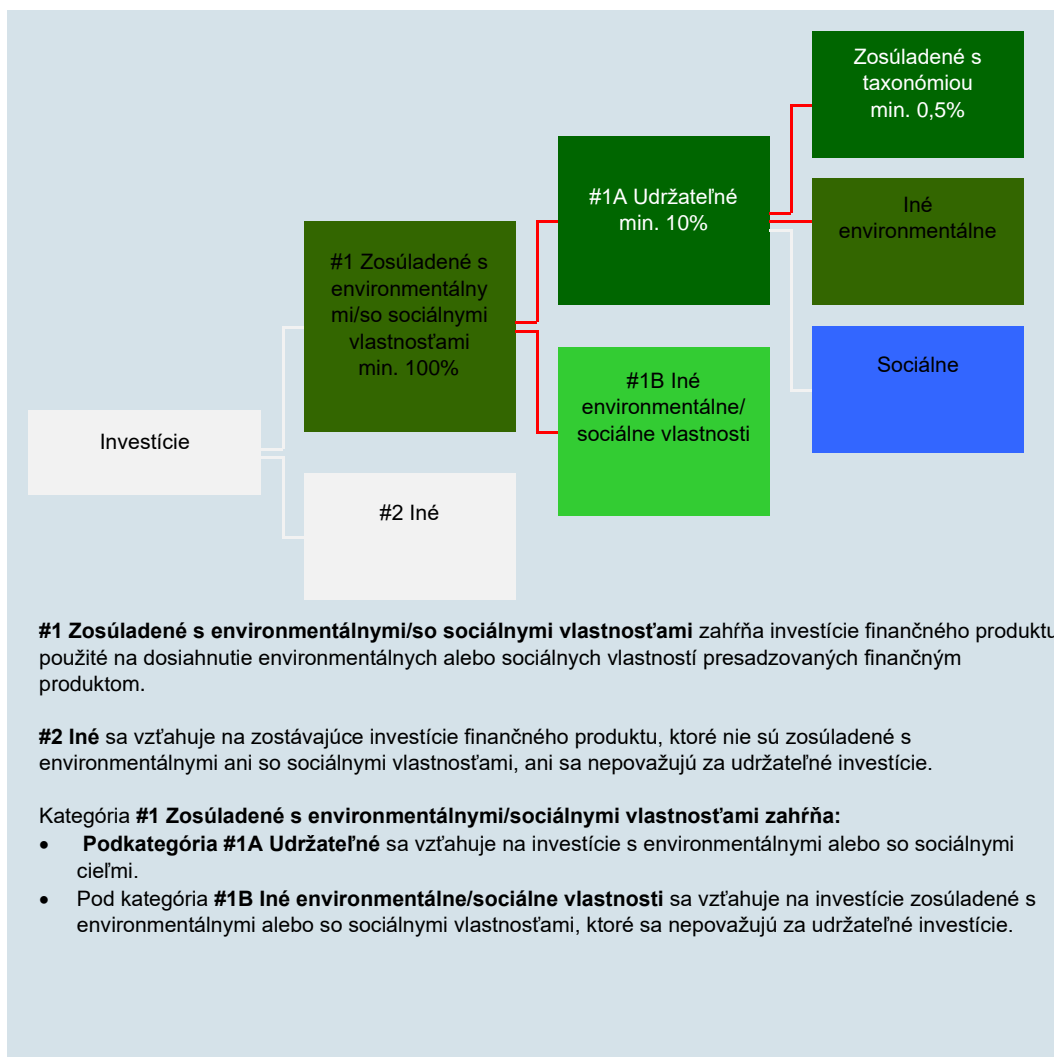 Zosúladené s
taxonómiou
min. 0,5%
#1A Udržateľné
min. 10%
Iné
environmentálne
#1 Zosúladené s
environmentálny
mi/so sociálnymi
vlastnosťami
min. 100%
Sociálne
#1B Iné
environmentálne/
sociálne vlastnosti
Investície
#2 Iné
#1 Zosúladené s environmentálnymi/so sociálnymi vlastnosťami zahŕňa investície finančného produktu
použité na dosiahnutie environmentálnych alebo sociálnych vlastností presadzovaných finančným
produktom.
#2 Iné sa vzťahuje na zostávajúce investície finančného produktu, ktoré nie sú zosúladené s
environmentálnymi ani so sociálnymi vlastnosťami, ani sa nepovažujú za udržateľné investície.
Kategória #1 Zosúladené s environmentálnymi/sociálnymi vlastnosťami zahŕňa:
• Podkategória #1A Udržateľné sa vzťahuje na investície s environmentálnymi alebo so sociálnymi
cieľmi.
• Pod kategória #1B Iné environmentálne/sociálne vlastnosti sa vzťahuje na investície zosúladené s
environmentálnymi alebo so sociálnymi vlastnosťami, ktoré sa nepovažujú za udržateľné investície.